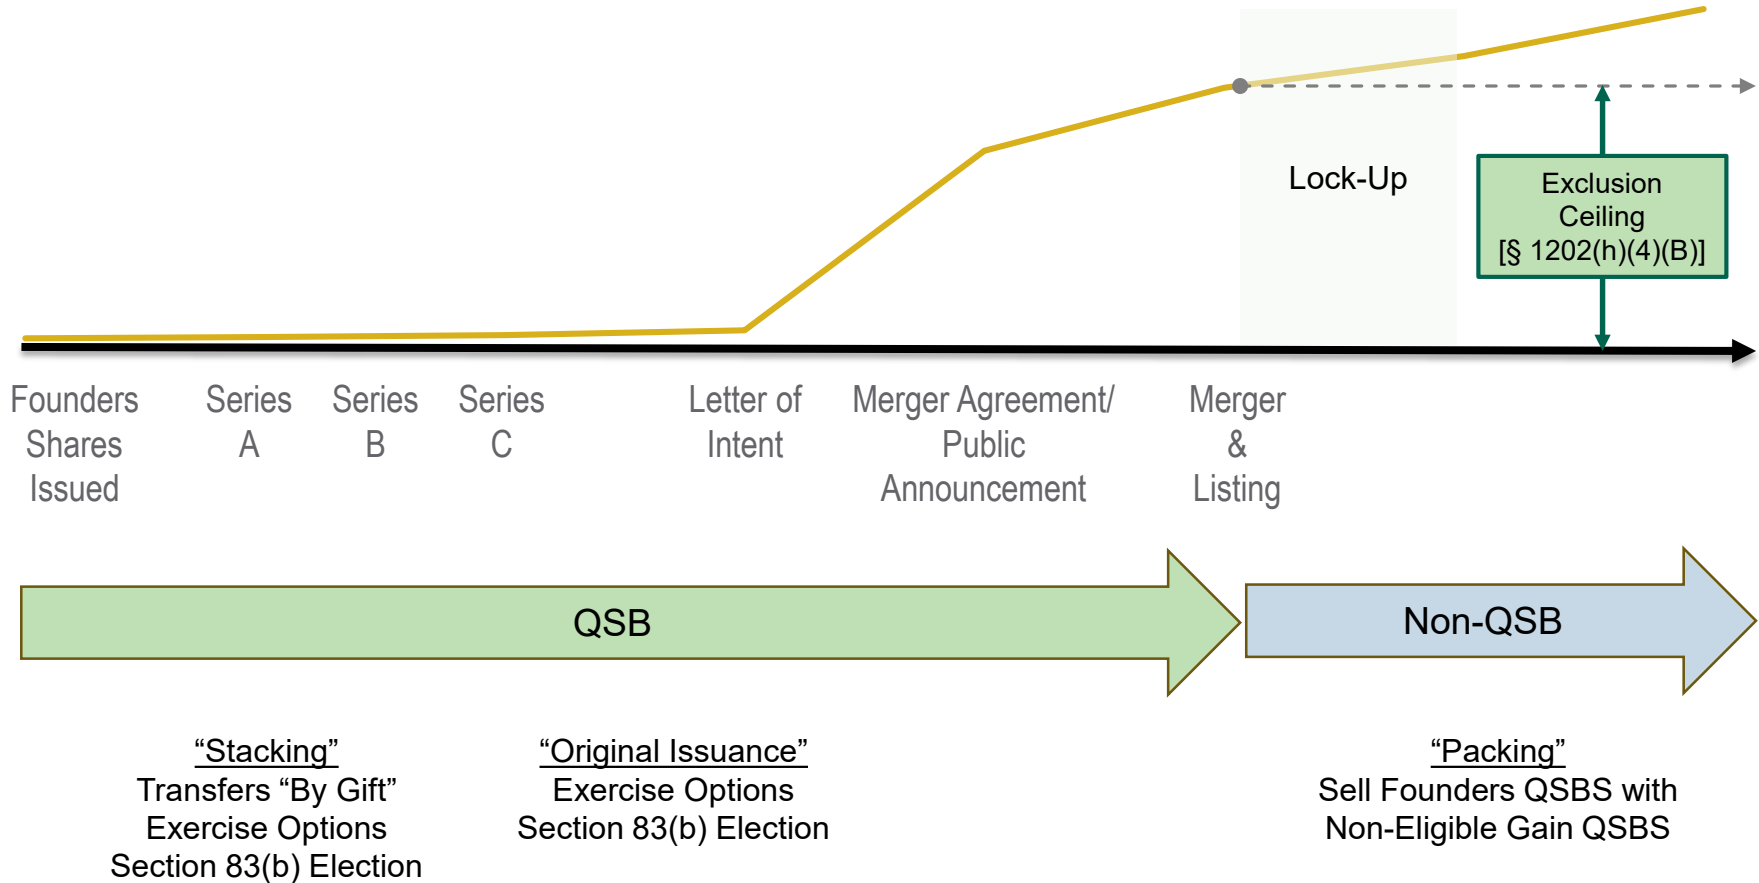 Lock-Up
Exclusion
Ceiling
[§ 1202(h)(4)(B)]
Founders
Shares
Issued
Series
A
Series
B
Series
C
Letter of
Intent
Merger Agreement/
Public
Announcement
Merger
&
Listing
QSB
Non-QSB
“Stacking”
Transfers “By Gift”
Exercise Options
Section 83(b) Election
“Original Issuance”
Exercise Options
Section 83(b) Election
“Packing”
Sell Founders QSBS with
Non-Eligible Gain QSBS